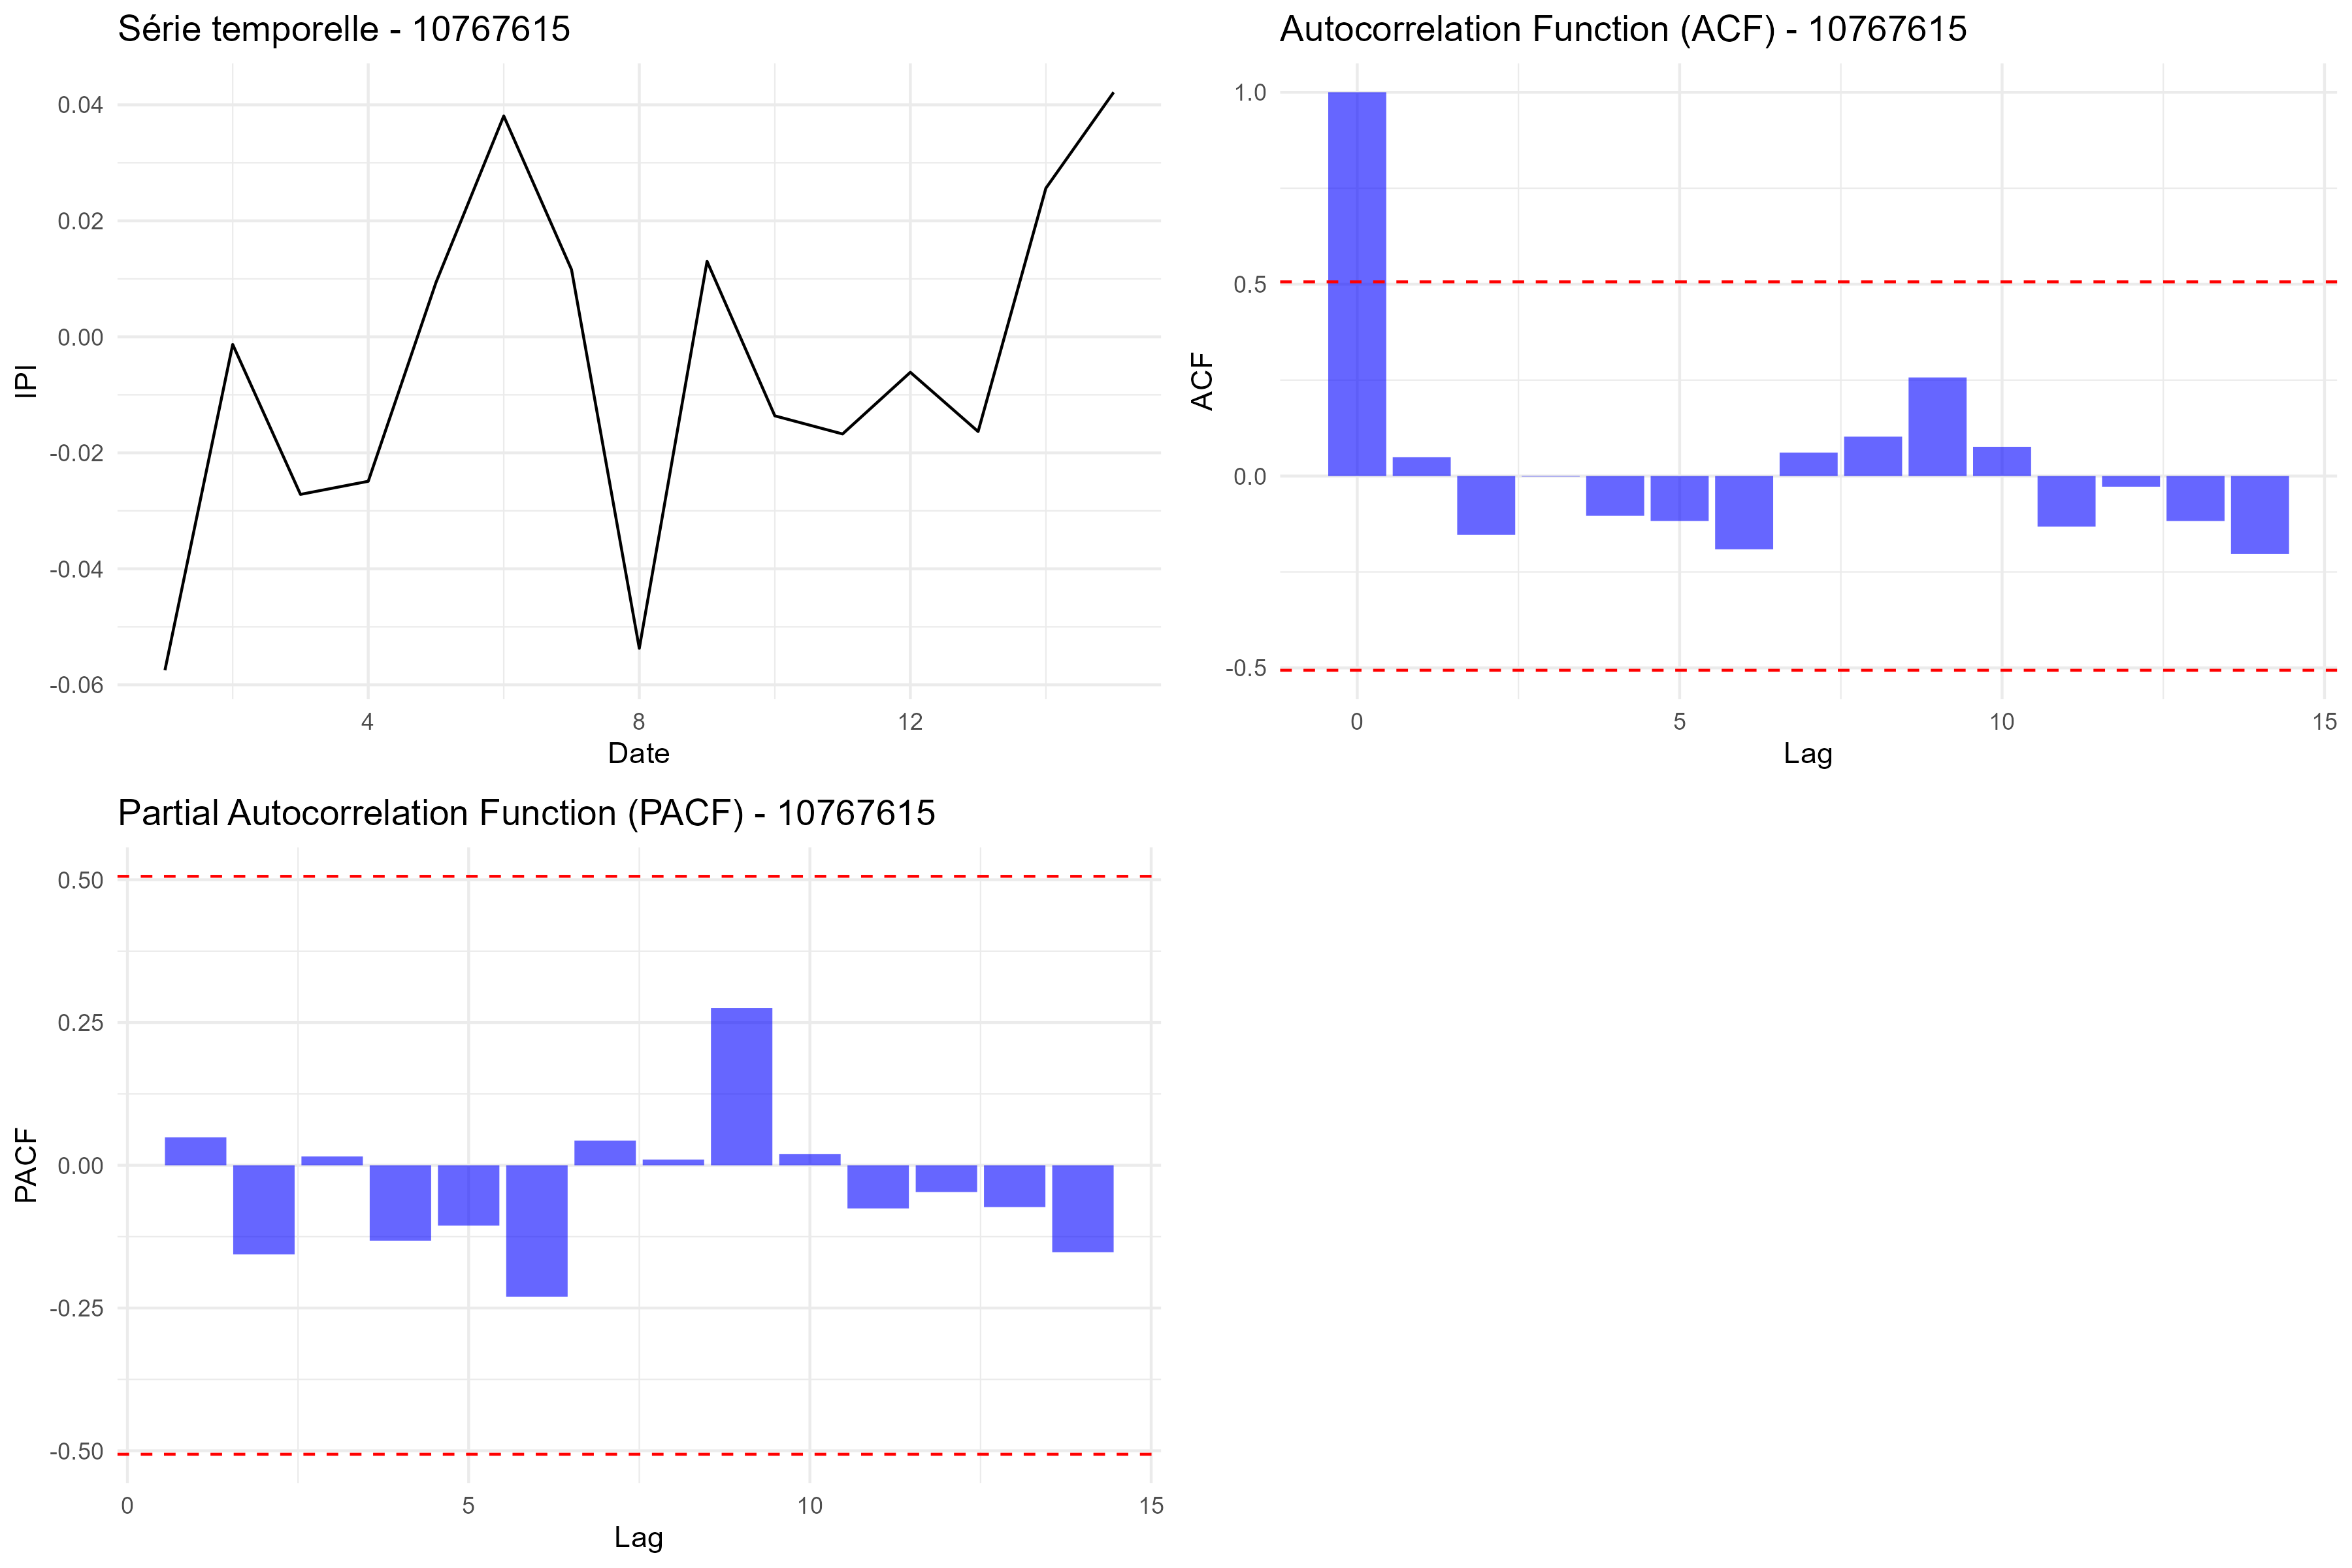 Série temporelle - 10767615
0.04
0.02
0.00
-0.02
-0.04
-0.06
IPI
4
8
12
Date
Autocorrelation Function (ACF) - 10767615
1.0
0.5
0.0
-0.5
ACF
0
5
10
15
Lag
Partial Autocorrelation Function (PACF) - 10767615
0.50
0.25
0.00
-0.25
-0.50
PACF
0
5
10
15
Lag